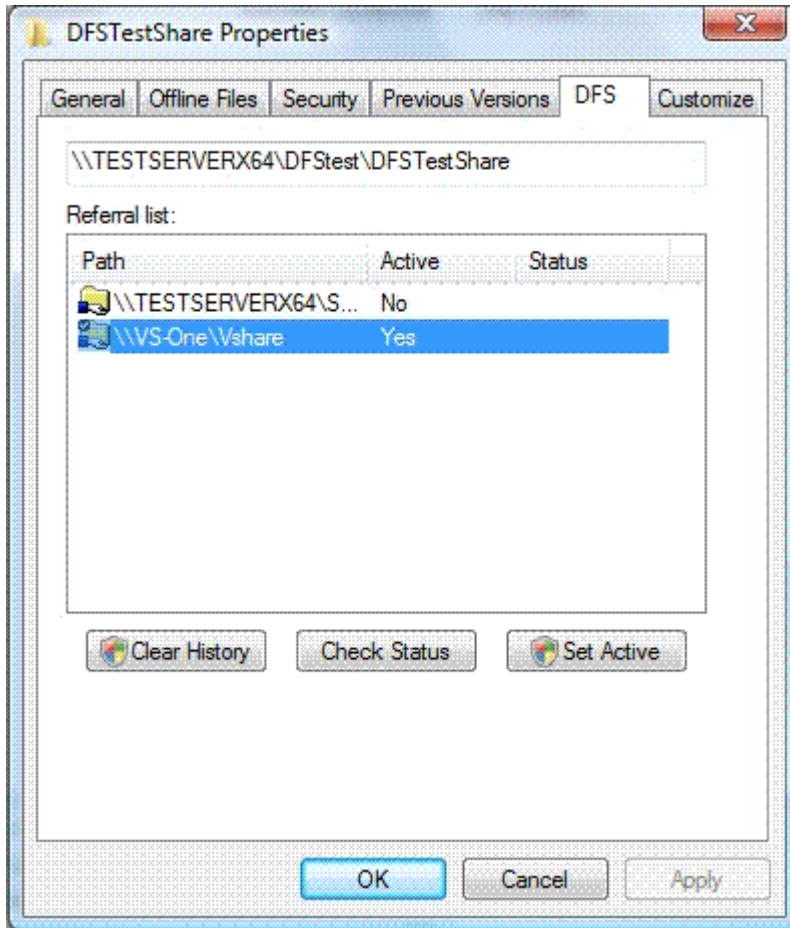 DFSTestShare Properties
General Offline Files Security Previous Versions DFS Customize
\\TESTSERVERX64\DFStest\DFSTestShare
Referral list:
Path Active Status
\\TESTSERVERX64\S... No
\\VS-One\Vshare Yes
Clear History Check Status Set Active
OK Cancel Apply